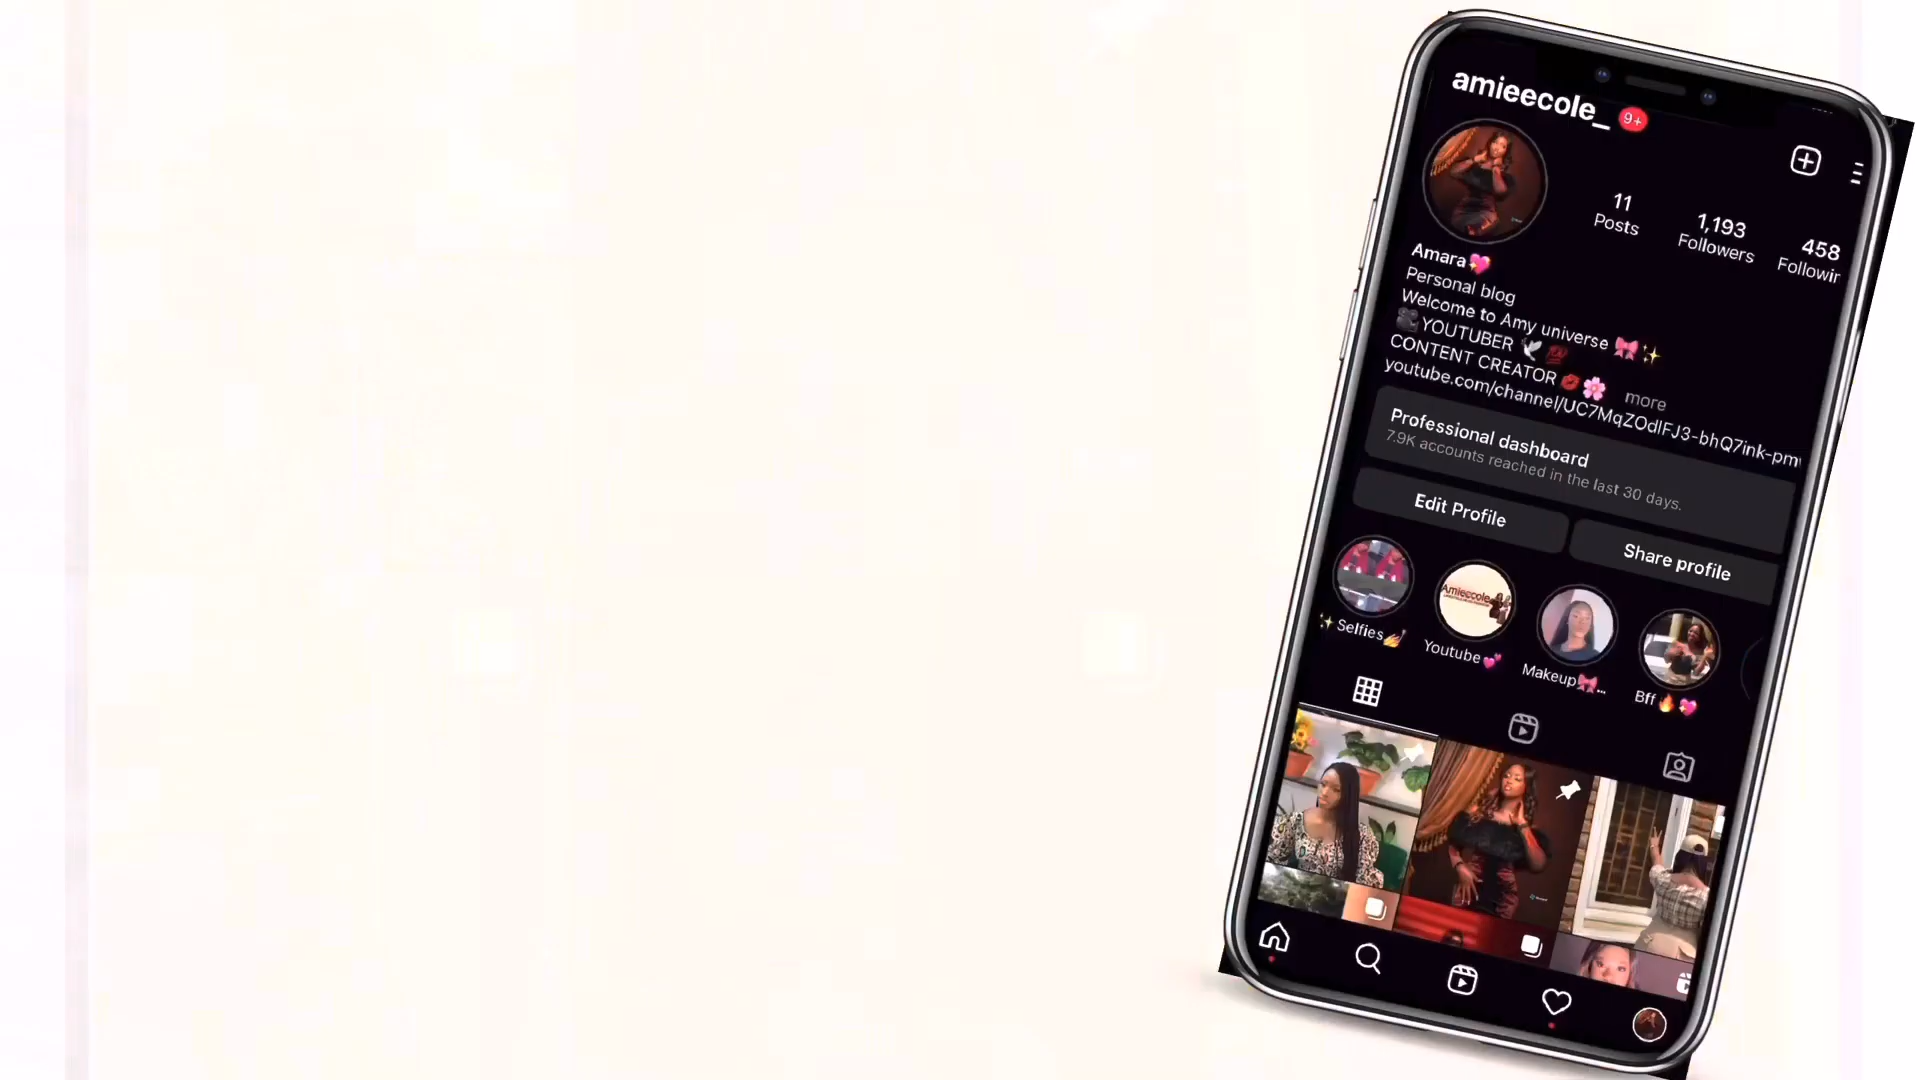 amieecole_
9+
11
Posts
1,193
Followers
458
Followin
Amara💖
Personal blog
Welcome to Amy universe 🎀✨
🎥YOUTUBER 🕊️💯
CONTENT CREATOR 💋🌸 more
youtube.com/channel/UC7MqZOdlFJ3-bhQ7ink-pm
Professional dashboard
7.9K accounts reached in the last 30 days.
Edit Profile
Share profile
Amieecole
✨Selfies💅
Youtube💕
Makeup🎀...
Bff🔥💖